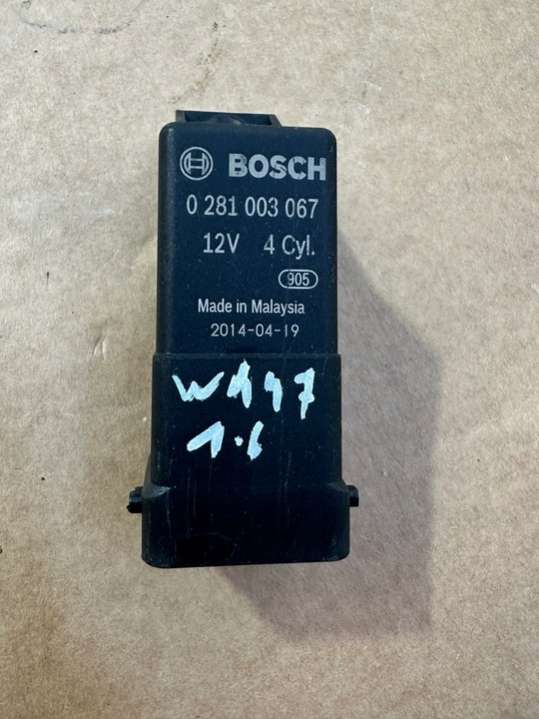 BOSCH
0 281 003 067
12V 4 Cyl.
905
Made in Malaysia
2014-04-19
W447
1.6